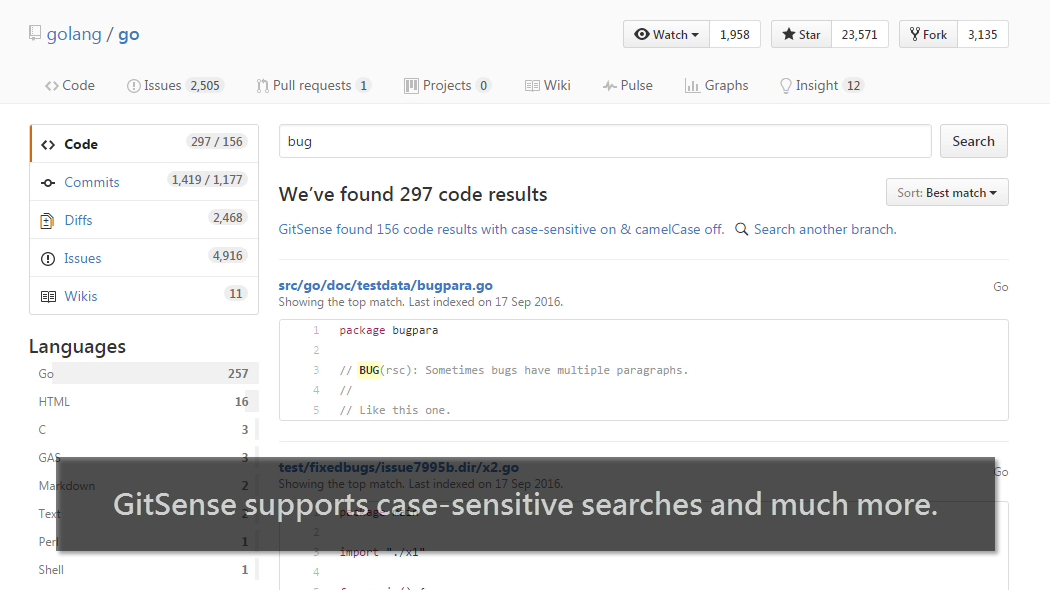 golang / go
Watch 1,958
Star 23,571
Fork 3,135
Code
Issues 2,505
Pull requests 1
Projects 0
Wiki
Pulse
Graphs
Insight 12
Code 297 / 156
Commits 1,419 / 1,177
Diffs 2,468
Issues 4,916
Wikis 11
Languages
Go 257
HTML 16
C 3
GAS 3
Markdown 2
Text 2
Perl 1
Shell 1
bug
Search
We've found 297 code results
Sort: Best match
GitSense found 156 code results with case-sensitive on & camelCase off.
Search another branch.
src/go/doc/testdata/bugpara.go
Go
Showing the top match. Last indexed on 17 Sep 2016.
1 package bugpara
2
3 // BUG(rsc): Sometimes bugs have multiple paragraphs.
4 //
5 // Like this one.
test/fixedbugs/issue7995b.dir/x2.go
Go
Showing the top match. Last indexed on 17 Sep 2016.
GitSense supports case-sensitive searches and much more.
2
3 import "./x1"
4